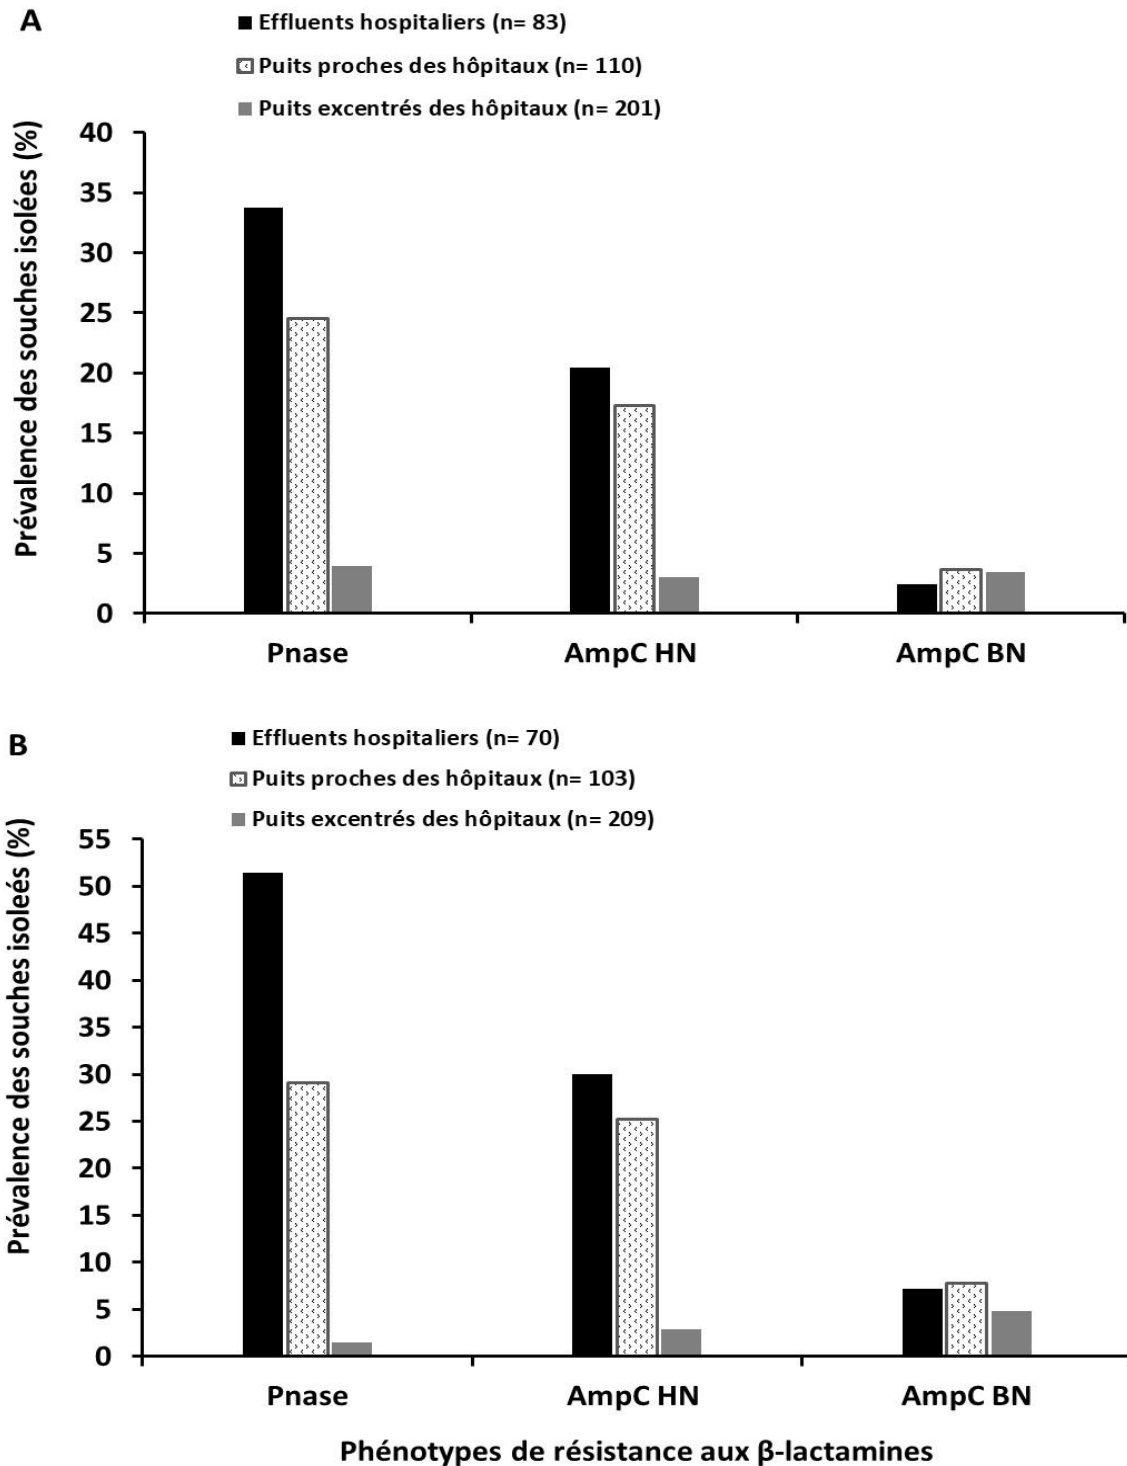 A
Effluents hospitaliers (n= 83)
Puits proches des hôpitaux (n= 110)
Puits excentrés des hôpitaux (n= 201)
Prévalence des souches isolées (%)
40
35
30
25
20
15
10
5
0
Pnase AmpC HN AmpC BN
B
Effluents hospitaliers (n= 70)
Puits proches des hôpitaux (n= 103)
Puits excentrés des hôpitaux (n= 209)
Prévalence des souches isoleés (%)
55
50
45
40
35
30
25
20
15
10
5
0
Pnase AmpC HN AmpC BN
Phénotypes de résistance aux β-lactamines